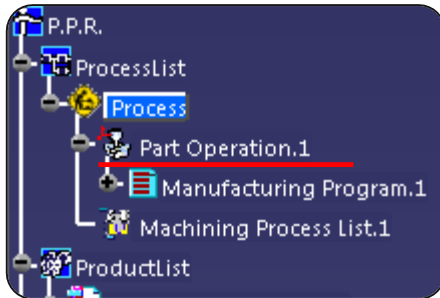 P.P.R.
ProcessList
Process
Part Operation.1
Manufacturing Program.1
Machining Process List.1
ProductList